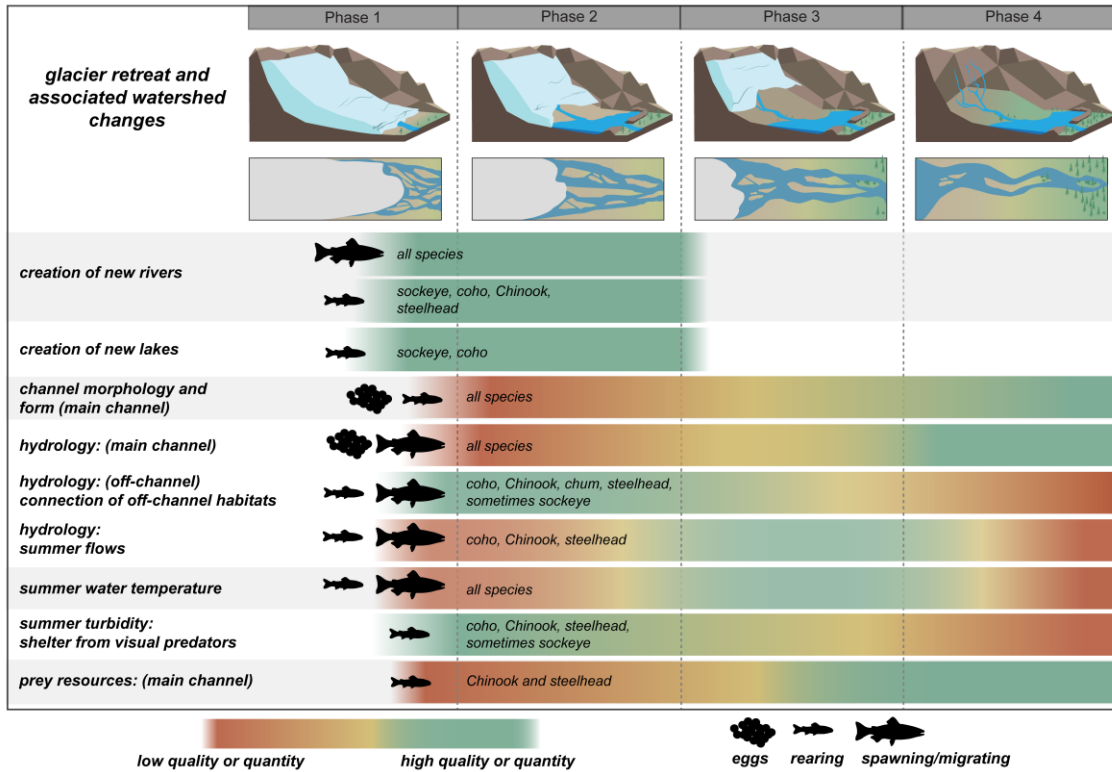 Phase 1
Phase 2
Phase 3
Phase 4
glacier retreat and
associated watershed
changes
creation of new rivers
all species
sockeye, coho, Chinook,
steelhead
creation of new lakes
sockeye, coho
channel morphology and
form (main channel)
all species
hydrology: (main channel)
all species
hydrology: (off-channel)
connection of off-channel habitats
coho, Chinook, chum, steelhead,
sometimes sockeye
hydrology:
summer flows
coho, Chinook, steelhead
summer water temperature
all species
summer turbidity:
shelter from visual predators
coho, Chinook, steelhead,
sometimes sockeye
prey resources: (main channel)
Chinook and steelhead
low quality or quantity
high quality or quantity
eggs
rearing
spawning/migrating